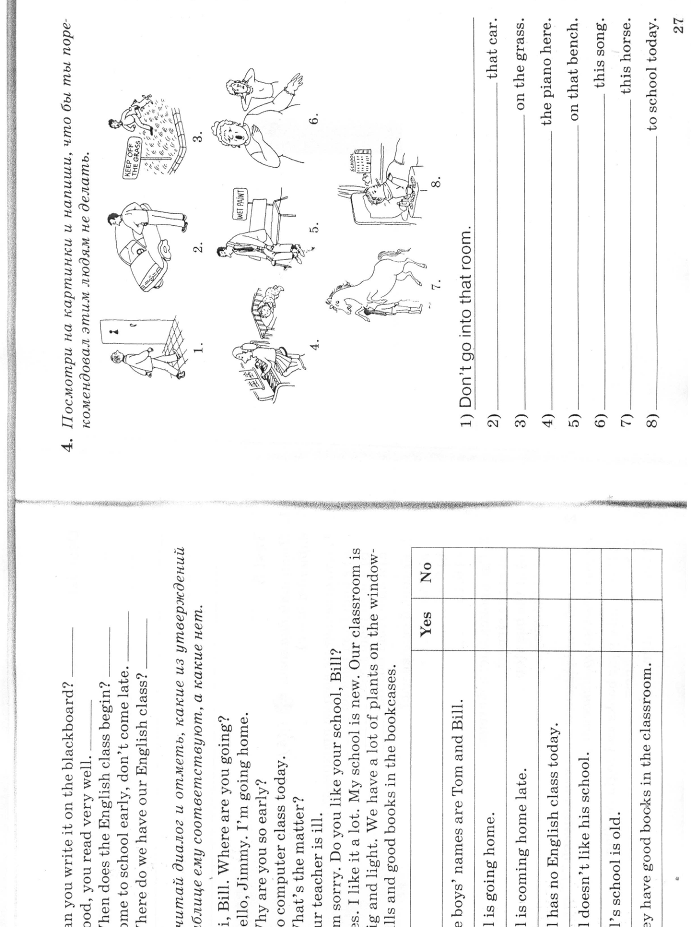 an you write it on the blackboard?
ood, you read very well.
When does the English class begin?
ome to school early, don't come late.
Where do we have our English class?
читай диалог и отметь, какие из утверждений
аблице ему соответствуют, а какие нет.
i, Bill. Where are you going?
ello, Jimmy. I'm going home.
Why are you so early?
o computer class today.
What's the matter?
ur teacher is ill.
m sorry. Do you like your school, Bill?
es. I like it a lot. My school is new. Our classroom is
ig and light. We have a lot of plants on the window-
lls and good books in the bookcases.
Yes No
e boys' names are Tom and Bill.
l is going home.
l is coming home late.
l has no English class today.
l doesn't like his school.
l's school is old.
ey have good books in the classroom.
4. Посмотри на картинки и напиши, что бы ты поре-
комендовал этим людям не делать.
KEEP OFF
THE GRASS
1.
2.
3.
WET PAINT
4.
5.
6.
SCHOOL
7.
8.
1) Don't go into that room.
2) that car.
3) on the grass.
4) the piano here.
5) on that bench.
6) this song.
7) this horse.
8) to school today.
27